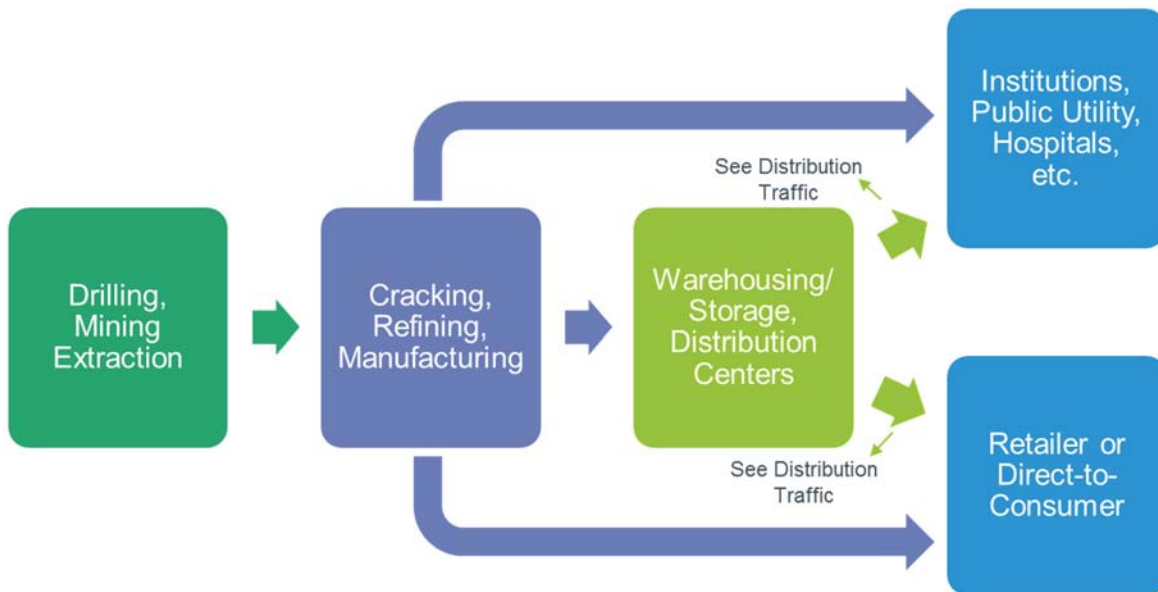 Drilling,
Mining
Extraction
Cracking,
Refining,
Manufacturing
Warehousing/
Storage,
Distribution
Centers
See Distribution
Traffic
See Distribution
Traffic
Institutions,
Public Utility,
Hospitals,
etc.
Retailer or
Direct-to-
Consumer